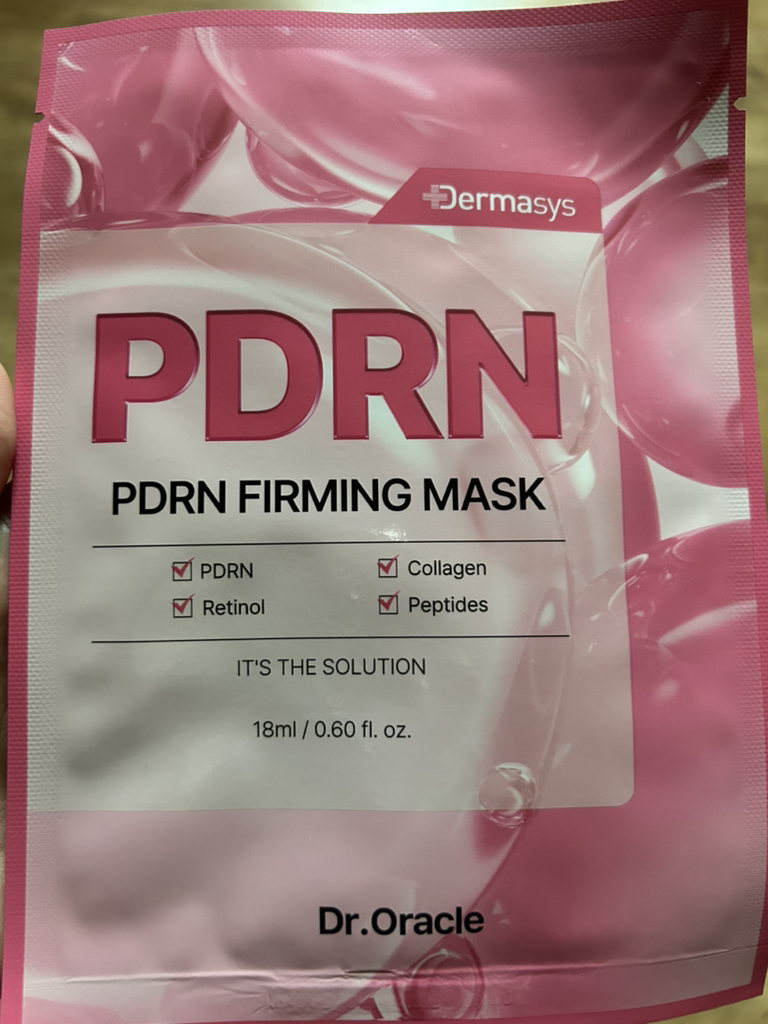 Dermasys
PDRN
PDRN FIRMING MASK
PDRN
Collagen
Retinol
Peptides
IT'S THE SOLUTION
18ml / 0.60 fl. oz.
Dr.Oracle